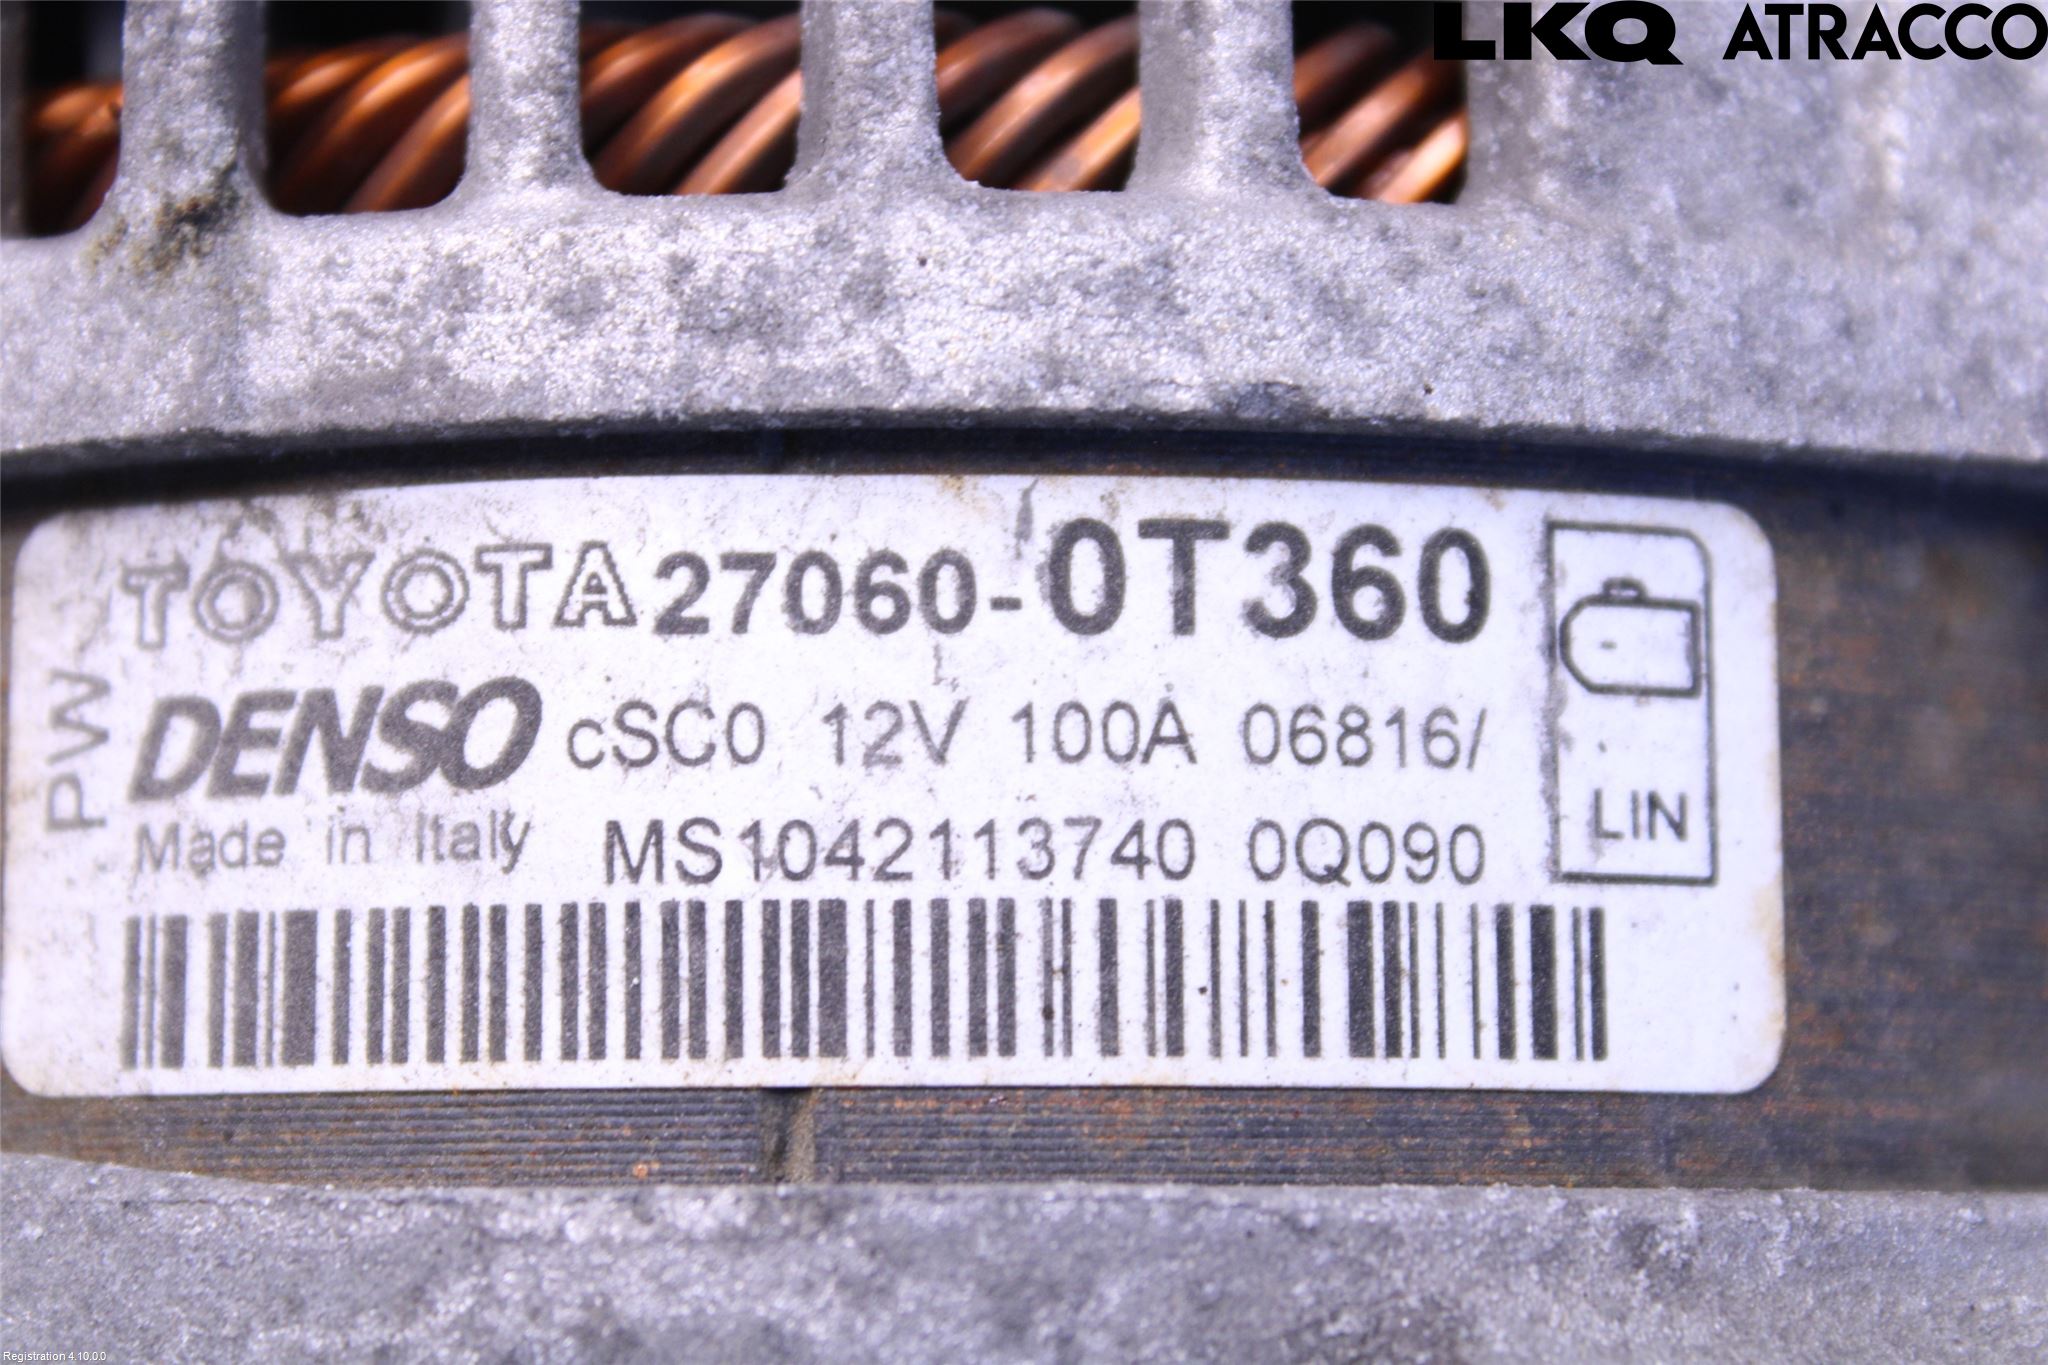 LKQ ATRACCO
TOYOTA 27060-0T360
PW
DENSO cSC0 12V 100A 06816/
Made in Italy MS1042113740 0Q090
LIN
Registration 4.10.0.0